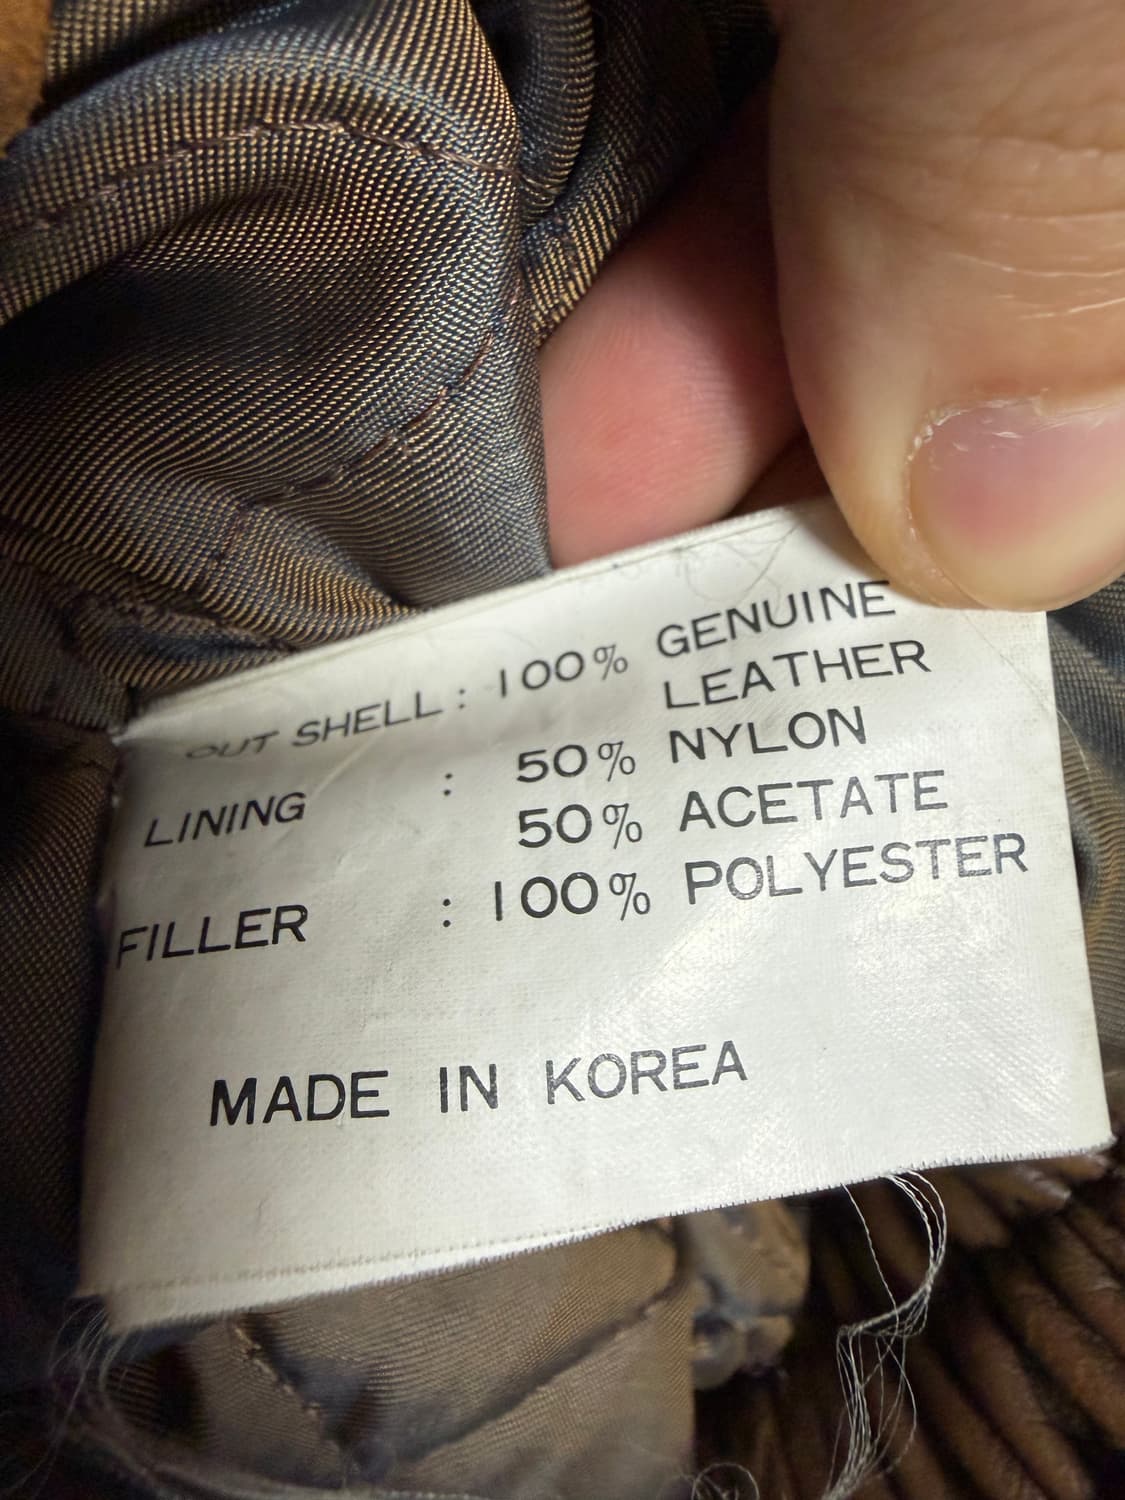 OUT SHELL : 100% GENUINE
LEATHER
LINING : 50% NYLON
50% ACETATE
FILLER : 100% POLYESTER
MADE IN KOREA